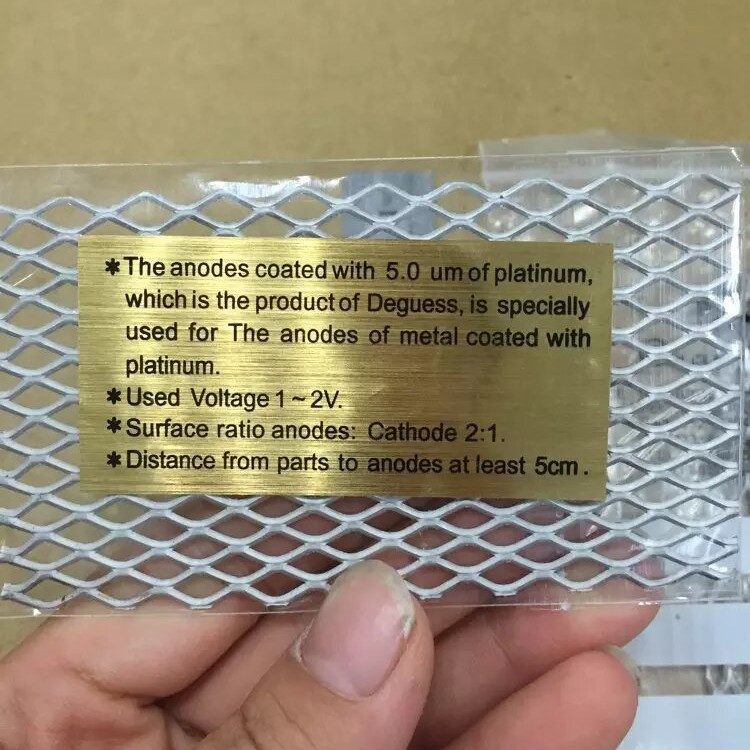 *The anodes coated with 5.0 um of platinum,
which is the product of Deguess, is specially
used for The anodes of metal coated with
platinum.
*Used Voltage 1~2V.
*Surface ratio anodes: Cathode 2:1.
*Distance from parts to anodes at least 5cm.